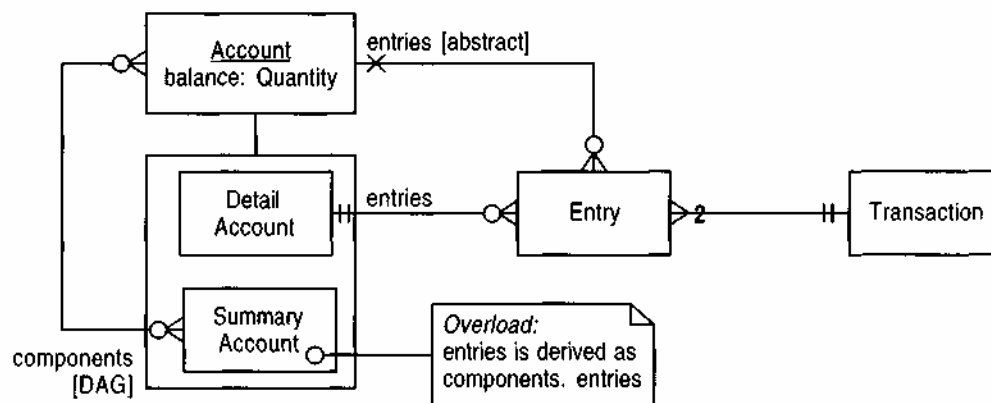 Account
balance: Quantity
entries [abstract]
Detail
Account
entries
Entry
2
Transaction
Summary
Account
components
[DAG]
Overload:
entries is derived as
components. entries